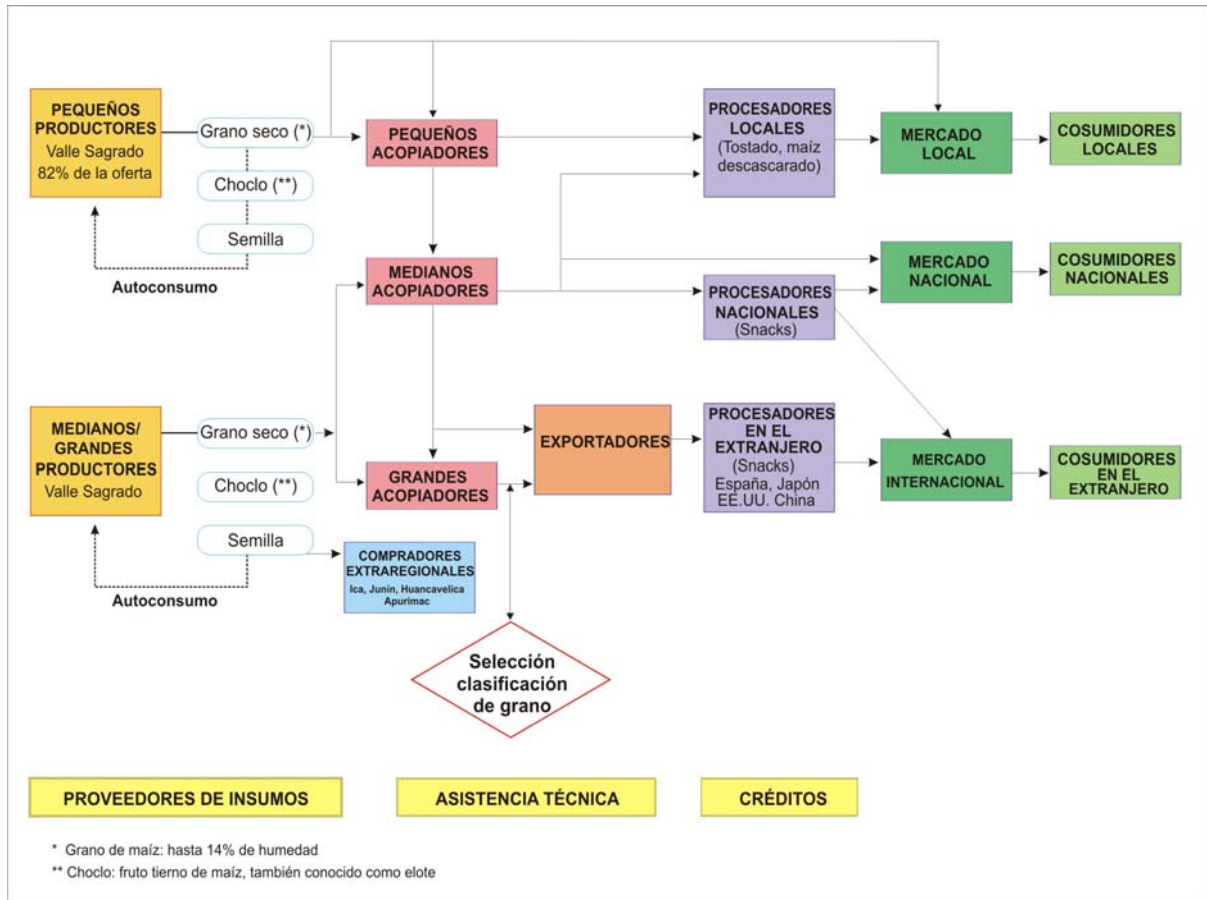 PEQUEÑOS
PRODUCTORES
Valle Sagrado
82% de la oferta
Grano seco (*)
Choclo (**)
Semilla
Autoconsumo
PEQUEÑOS
ACOPIADORES
PROCESADORES
LOCALES
(Tostado, maíz
descascarado)
MERCADO
LOCAL
COSUMIDORES
LOCALES
MEDIANOS
ACOPIADORES
PROCESADORES
NACIONALES
(Snacks)
MERCADO
NACIONAL
COSUMIDORES
NACIONALES
MEDIANOS/
GRANDES
PRODUCTORES
Valle Sagrado
Grano seco (*)
Choclo (**)
Semilla
Autoconsumo
GRANDES
ACOPIADORES
EXPORTADORES
PROCESADORES
EN EL
EXTRANJERO
(Snacks)
España, Japón
EE.UU. China
MERCADO
INTERNACIONAL
COSUMIDORES
EN EL
EXTRANJERO
COMPRADORES
EXTRAREGIONALES
Ica, Junín, Huancavelica
Apurimac
Selección
clasificación
de grano
PROVEEDORES DE INSUMOS
ASISTENCIA TÉCNICA
CRÉDITOS
* Grano de maíz: hasta 14% de humedad
** Choclo: fruto tierno de maíz, también conocido como elote